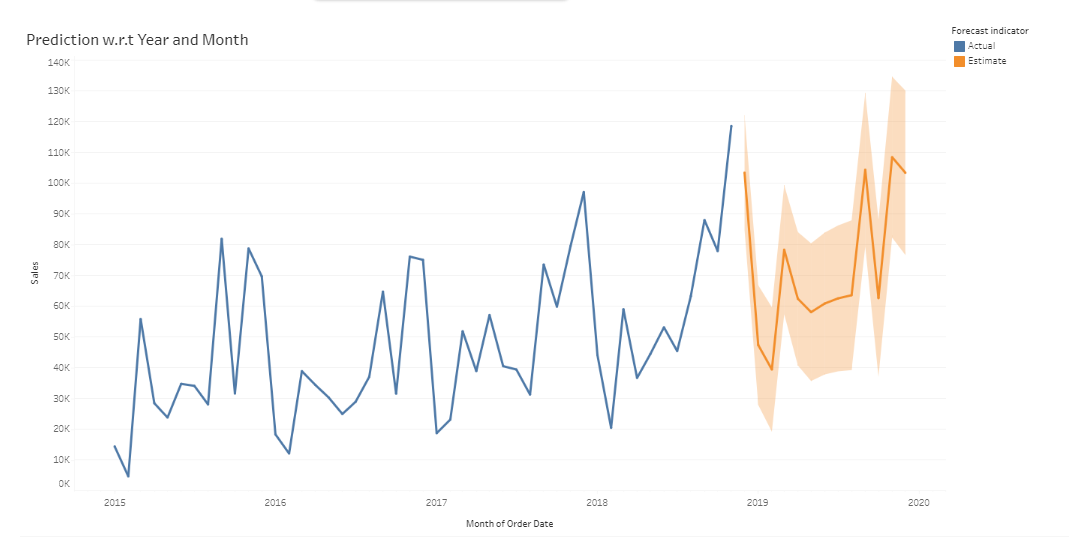 Prediction w.r.t Year and Month
Forecast indicator
Actual
Estimate
140K
130K
120K
110K
100K
90K
80K
70K
60K
50K
40K
30K
20K
10K
0K
Sales
2015 2016 2017 2018 2019 2020
Month of Order Date